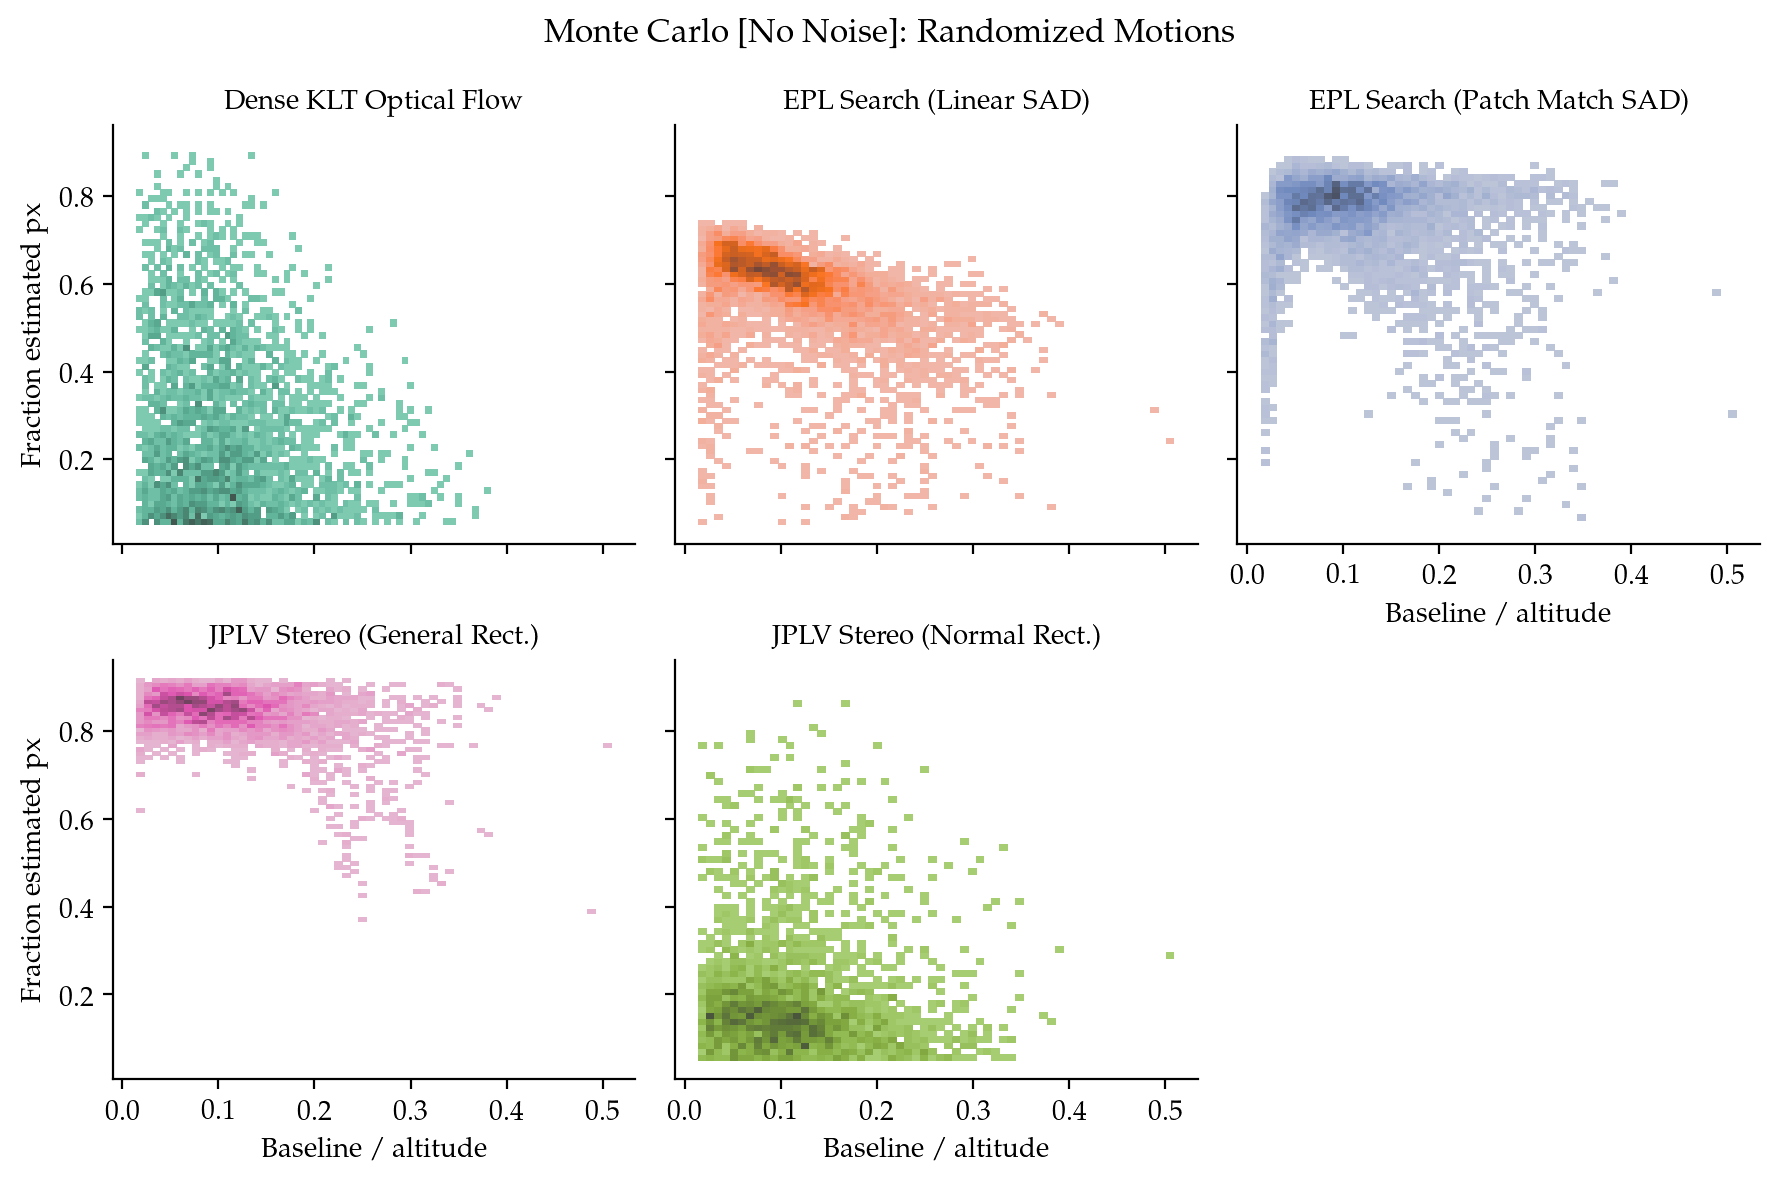 Monte Carlo [No Noise]: Randomized Motions
Dense KLT Optical Flow
EPL Search (Linear SAD)
EPL Search (Patch Match SAD)
Fraction estimated px
0.8
0.6
0.4
0.2
0.0 0.1 0.2 0.3 0.4 0.5
Baseline / altitude
JPLV Stereo (General Rect.)
JPLV Stereo (Normal Rect.)
Fraction estimated px
0.8
0.6
0.4
0.2
0.0 0.1 0.2 0.3 0.4 0.5
Baseline / altitude
0.0 0.1 0.2 0.3 0.4 0.5
Baseline / altitude